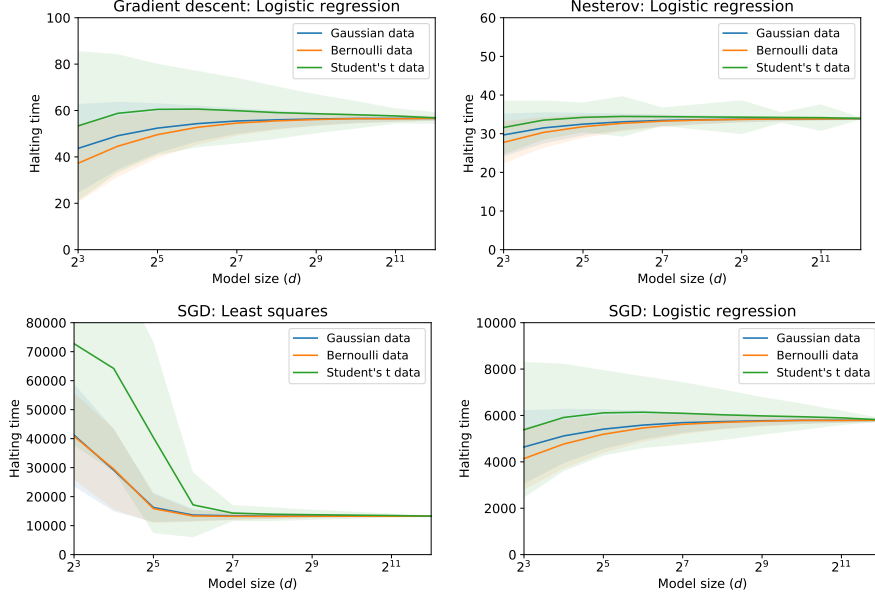 Gradient descent: Logistic regression
100
80
60
40
20
0
Halting time
Gaussian data
Bernoulli data
Student's t data
2^3
2^5
2^7
2^9
2^11
Model size (d)
Nesterov: Logistic regression
60
50
40
30
20
10
0
Halting time
Gaussian data
Bernoulli data
Student's t data
2^3
2^5
2^7
2^9
2^11
Model size (d)
SGD: Least squares
80000
70000
60000
50000
40000
30000
20000
10000
0
Halting time
Gaussian data
Bernoulli data
Student's t data
2^3
2^5
2^7
2^9
2^11
Model size (d)
SGD: Logistic regression
10000
8000
6000
4000
2000
0
Halting time
Gaussian data
Bernoulli data
Student's t data
2^3
2^5
2^7
2^9
2^11
Model size (d)